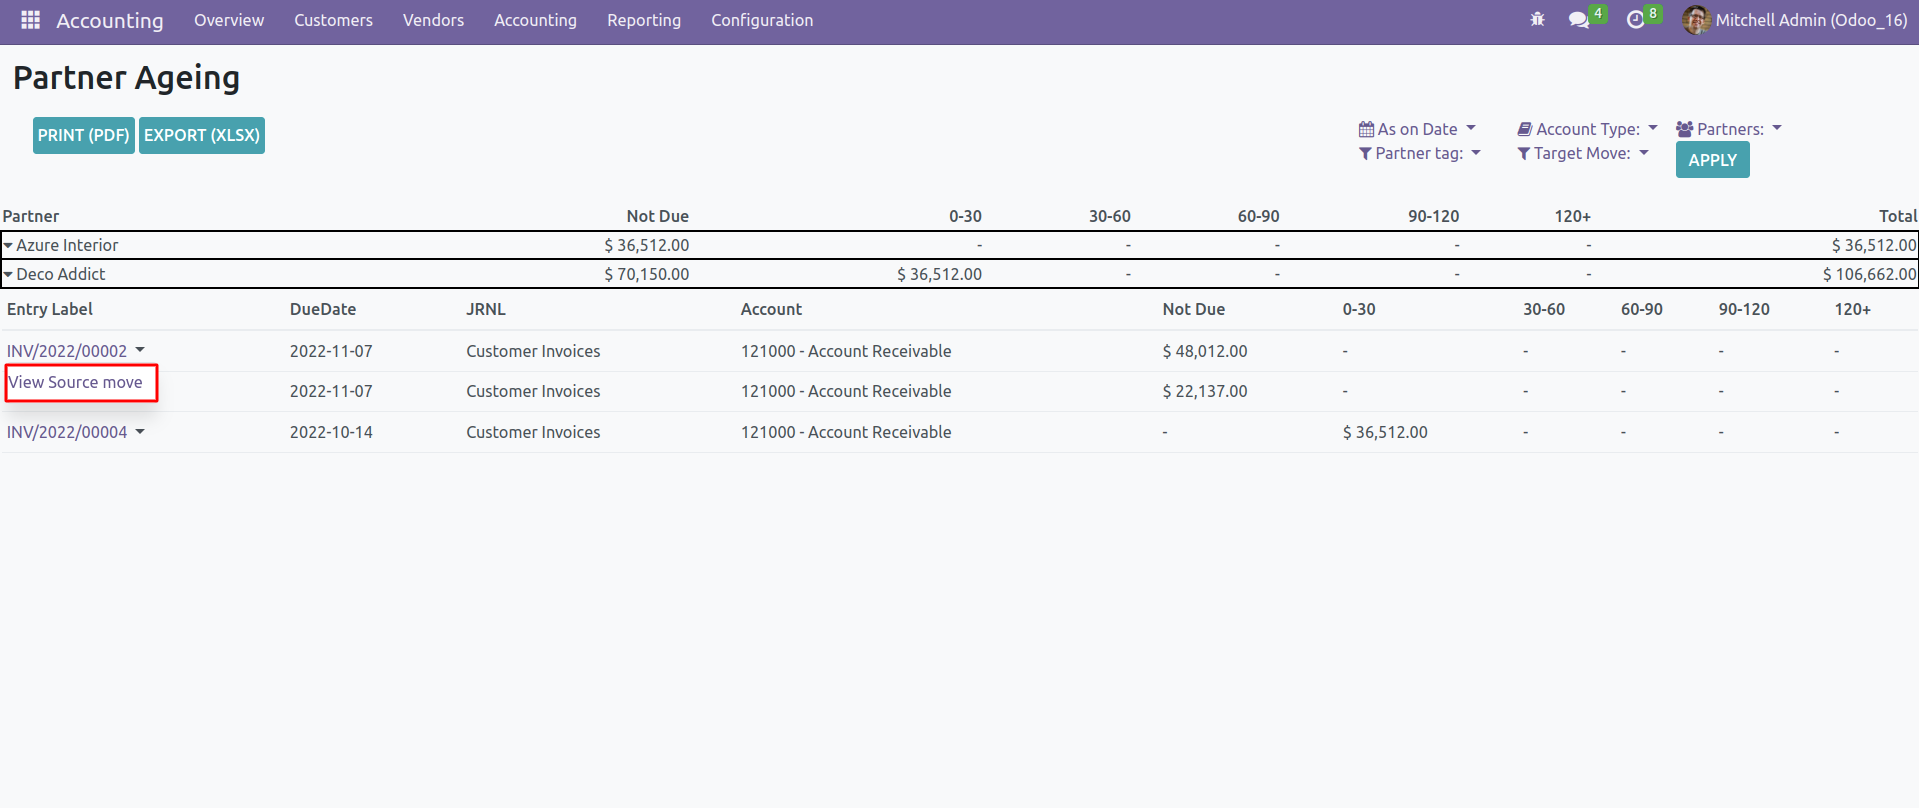 Accounting Overview Customers Vendors Accounting Reporting Configuration 4 8 Mitchell Admin (Odoo_16)
Partner Ageing
PRINT (PDF) EXPORT (XLSX)
As on Date Account Type: Partners:
Partner tag: Target Move: APPLY
Partner Not Due 0-30 30-60 60-90 90-120 120+ Total
Azure Interior $ 36,512.00 - - - - - $ 36,512.00
Deco Addict $ 70,150.00 $ 36,512.00 - - - - $ 106,662.00
Entry Label DueDate JRNL Account Not Due 0-30 30-60 60-90 90-120 120+
INV/2022/00002 2022-11-07 Customer Invoices 121000 - Account Receivable $ 48,012.00 - - - - -
View Source move 2022-11-07 Customer Invoices 121000 - Account Receivable $ 22,137.00 - - - - -
INV/2022/00004 2022-10-14 Customer Invoices 121000 - Account Receivable - $ 36,512.00 - - - -